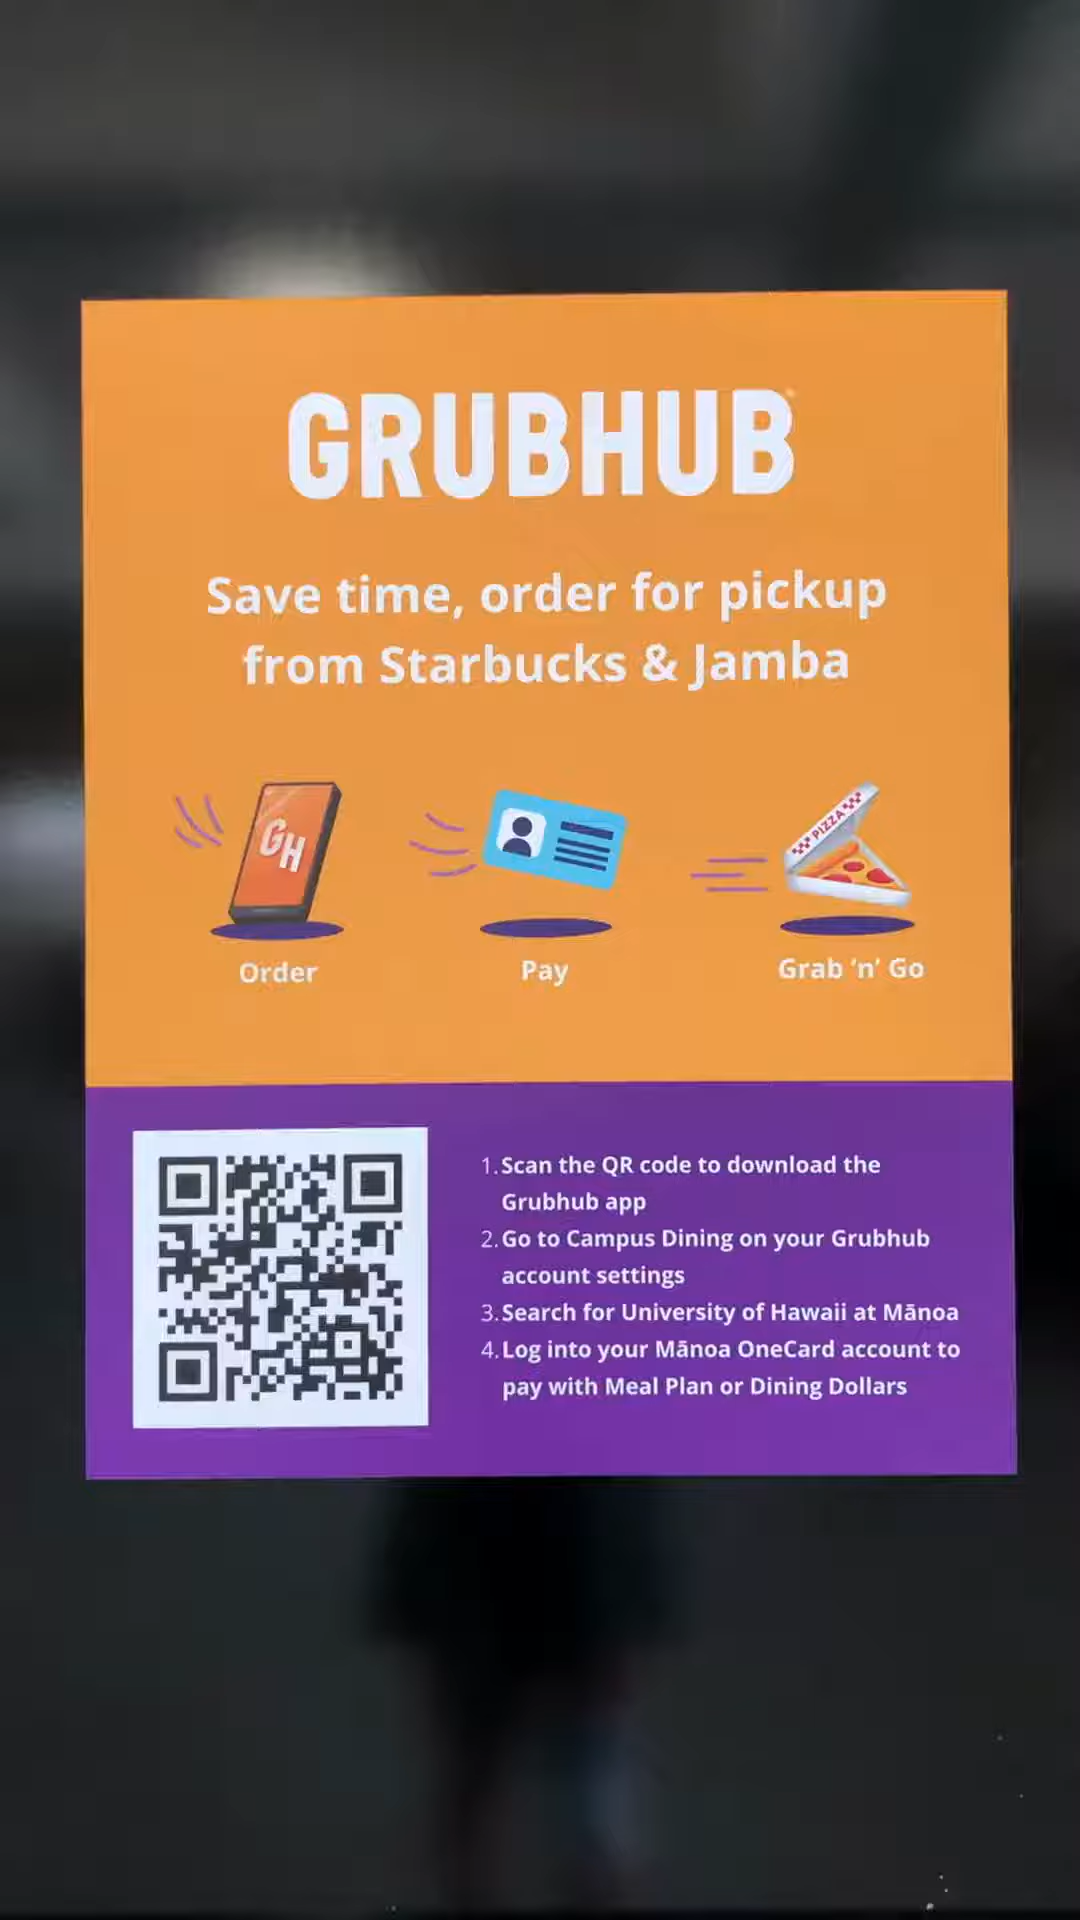 GRUBHUB
Save time, order for pickup
from Starbucks & Jamba
GH
PIZZA
Order
Pay
Grab ‘n’ Go
1. Scan the QR code to download the
Grubhub app
2. Go to Campus Dining on your Grubhub
account settings
3. Search for University of Hawaii at Mānoa
4. Log into your Mānoa OneCard account to
pay with Meal Plan or Dining Dollars